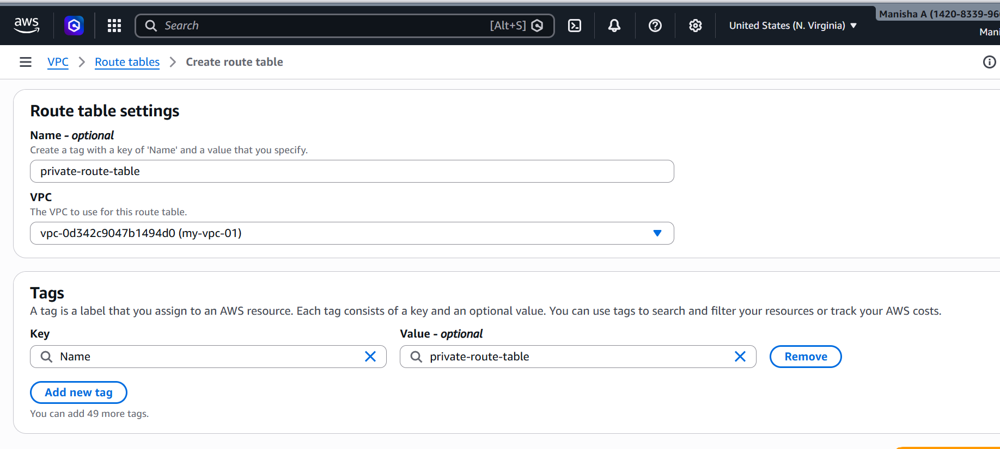 aws
Search [Alt+S]
United States (N. Virginia)
Manisha A (1420-8339-96
Mani
VPC > Route tables > Create route table
Route table settings
Name - optional
Create a tag with a key of 'Name' and a value that you specify.
private-route-table
VPC
The VPC to use for this route table.
vpc-0d342c9047b1494d0 (my-vpc-01)
Tags
A tag is a label that you assign to an AWS resource. Each tag consists of a key and an optional value. You can use tags to search and filter your resources or track your AWS costs.
Key Value - optional
Name private-route-table Remove
Add new tag
You can add 49 more tags.